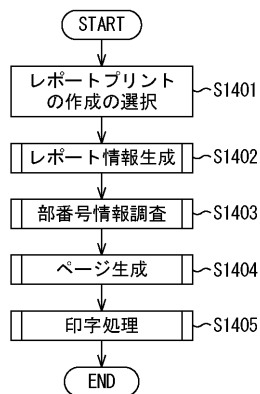 START
レポートプリント
の作成の選択
S1401
レポート情報生成
S1402
部番号情報調査
S1403
ページ生成
S1404
印字処理
S1405
END